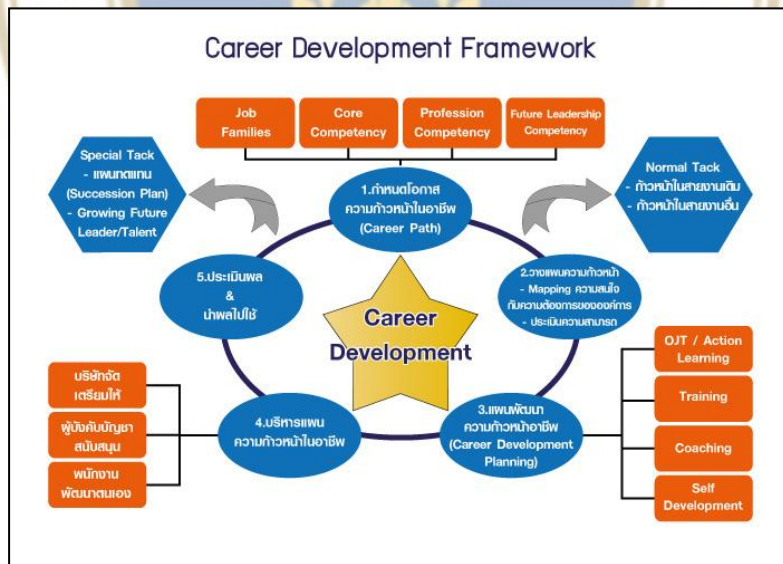 Career Development Framework
Job
Families
Core
Competency
Profession
Competency
Future Leadership
Competency
Special Tack
- แผนทดแทน
(Succession Plan)
- Growing Future
Leader/Talent
Normal Tack
- ก้าวหน้าในสายงานเดิม
- ก้าวหน้าในสายงานอื่น
1.กำหนดโอกาส
ความก้าวหน้าในอาชีพ
(Career Path)
5.ประเมินผล
&
นำผลไปใช้
2.วางแผนความก้าวหน้า
- Mapping ความสนใจ
กับความต้องการขององค์การ
- ประเมินความสามารถ
Career
Development
4.บริหารแผน
ความก้าวหน้าในอาชีพ
3.แผนพัฒนา
ความก้าวหน้าอาชีพ
(Career Development
Planning)
บริษัทจัด
เตรียมให้
ผู้บังคับบัญชา
สนับสนุน
พนักงาน
พัฒนาตนเอง
OJT / Action
Learning
Training
Coaching
Self
Development